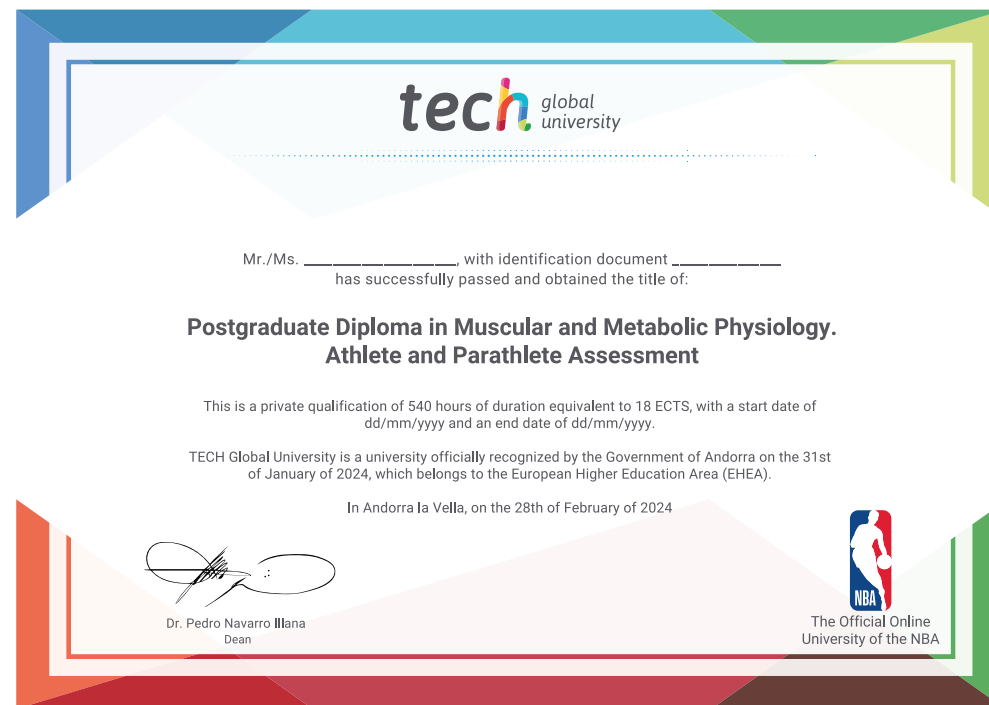 tech global
university
Mr./Ms. ____________________, with identification document ______________
has successfully passed and obtained the title of:
Postgraduate Diploma in Muscular and Metabolic Physiology.
Athlete and Parathlete Assessment
This is a private qualification of 540 hours of duration equivalent to 18 ECTS, with a start date of
dd/mm/yyyy and an end date of dd/mm/yyyy.
TECH Global University is a university officially recognized by the Government of Andorra on the 31st
of January of 2024, which belongs to the European Higher Education Area (EHEA).
In Andorra la Vella, on the 28th of February of 2024
Dr. Pedro Navarro Illana
Dean
NBA
The Official Online
University of the NBA